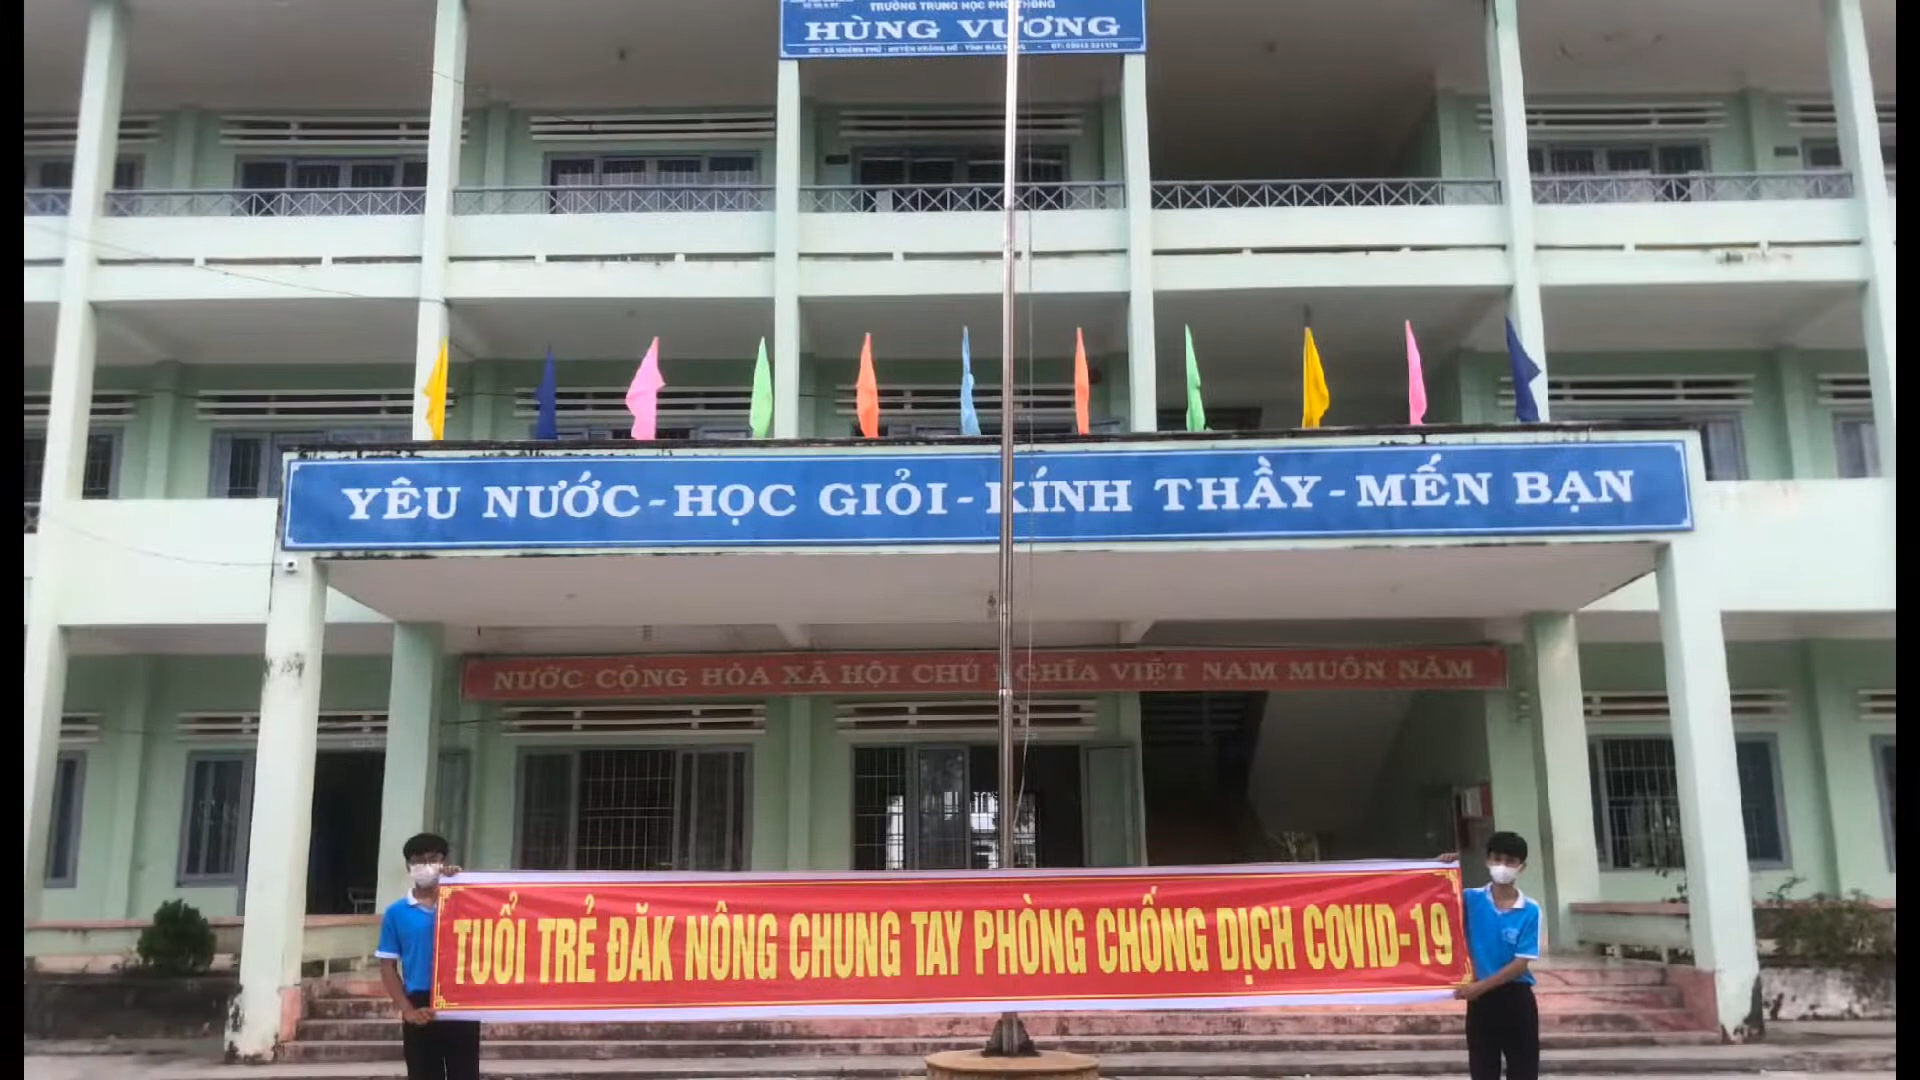 TRƯỜNG TRUNG HỌC PHỔ THÔNG
HÙNG VƯƠNG
YÊU NƯỚC - HỌC GIỎI - KÍNH THẦY - MẾN BẠN
NƯỚC CỘNG HÒA XÃ HỘI CHỦ NGHĨA VIỆT NAM MUÔN NĂM
TUỔI TRẺ ĐĂK NÔNG CHUNG TAY PHÒNG CHỐNG DỊCH COVID-19